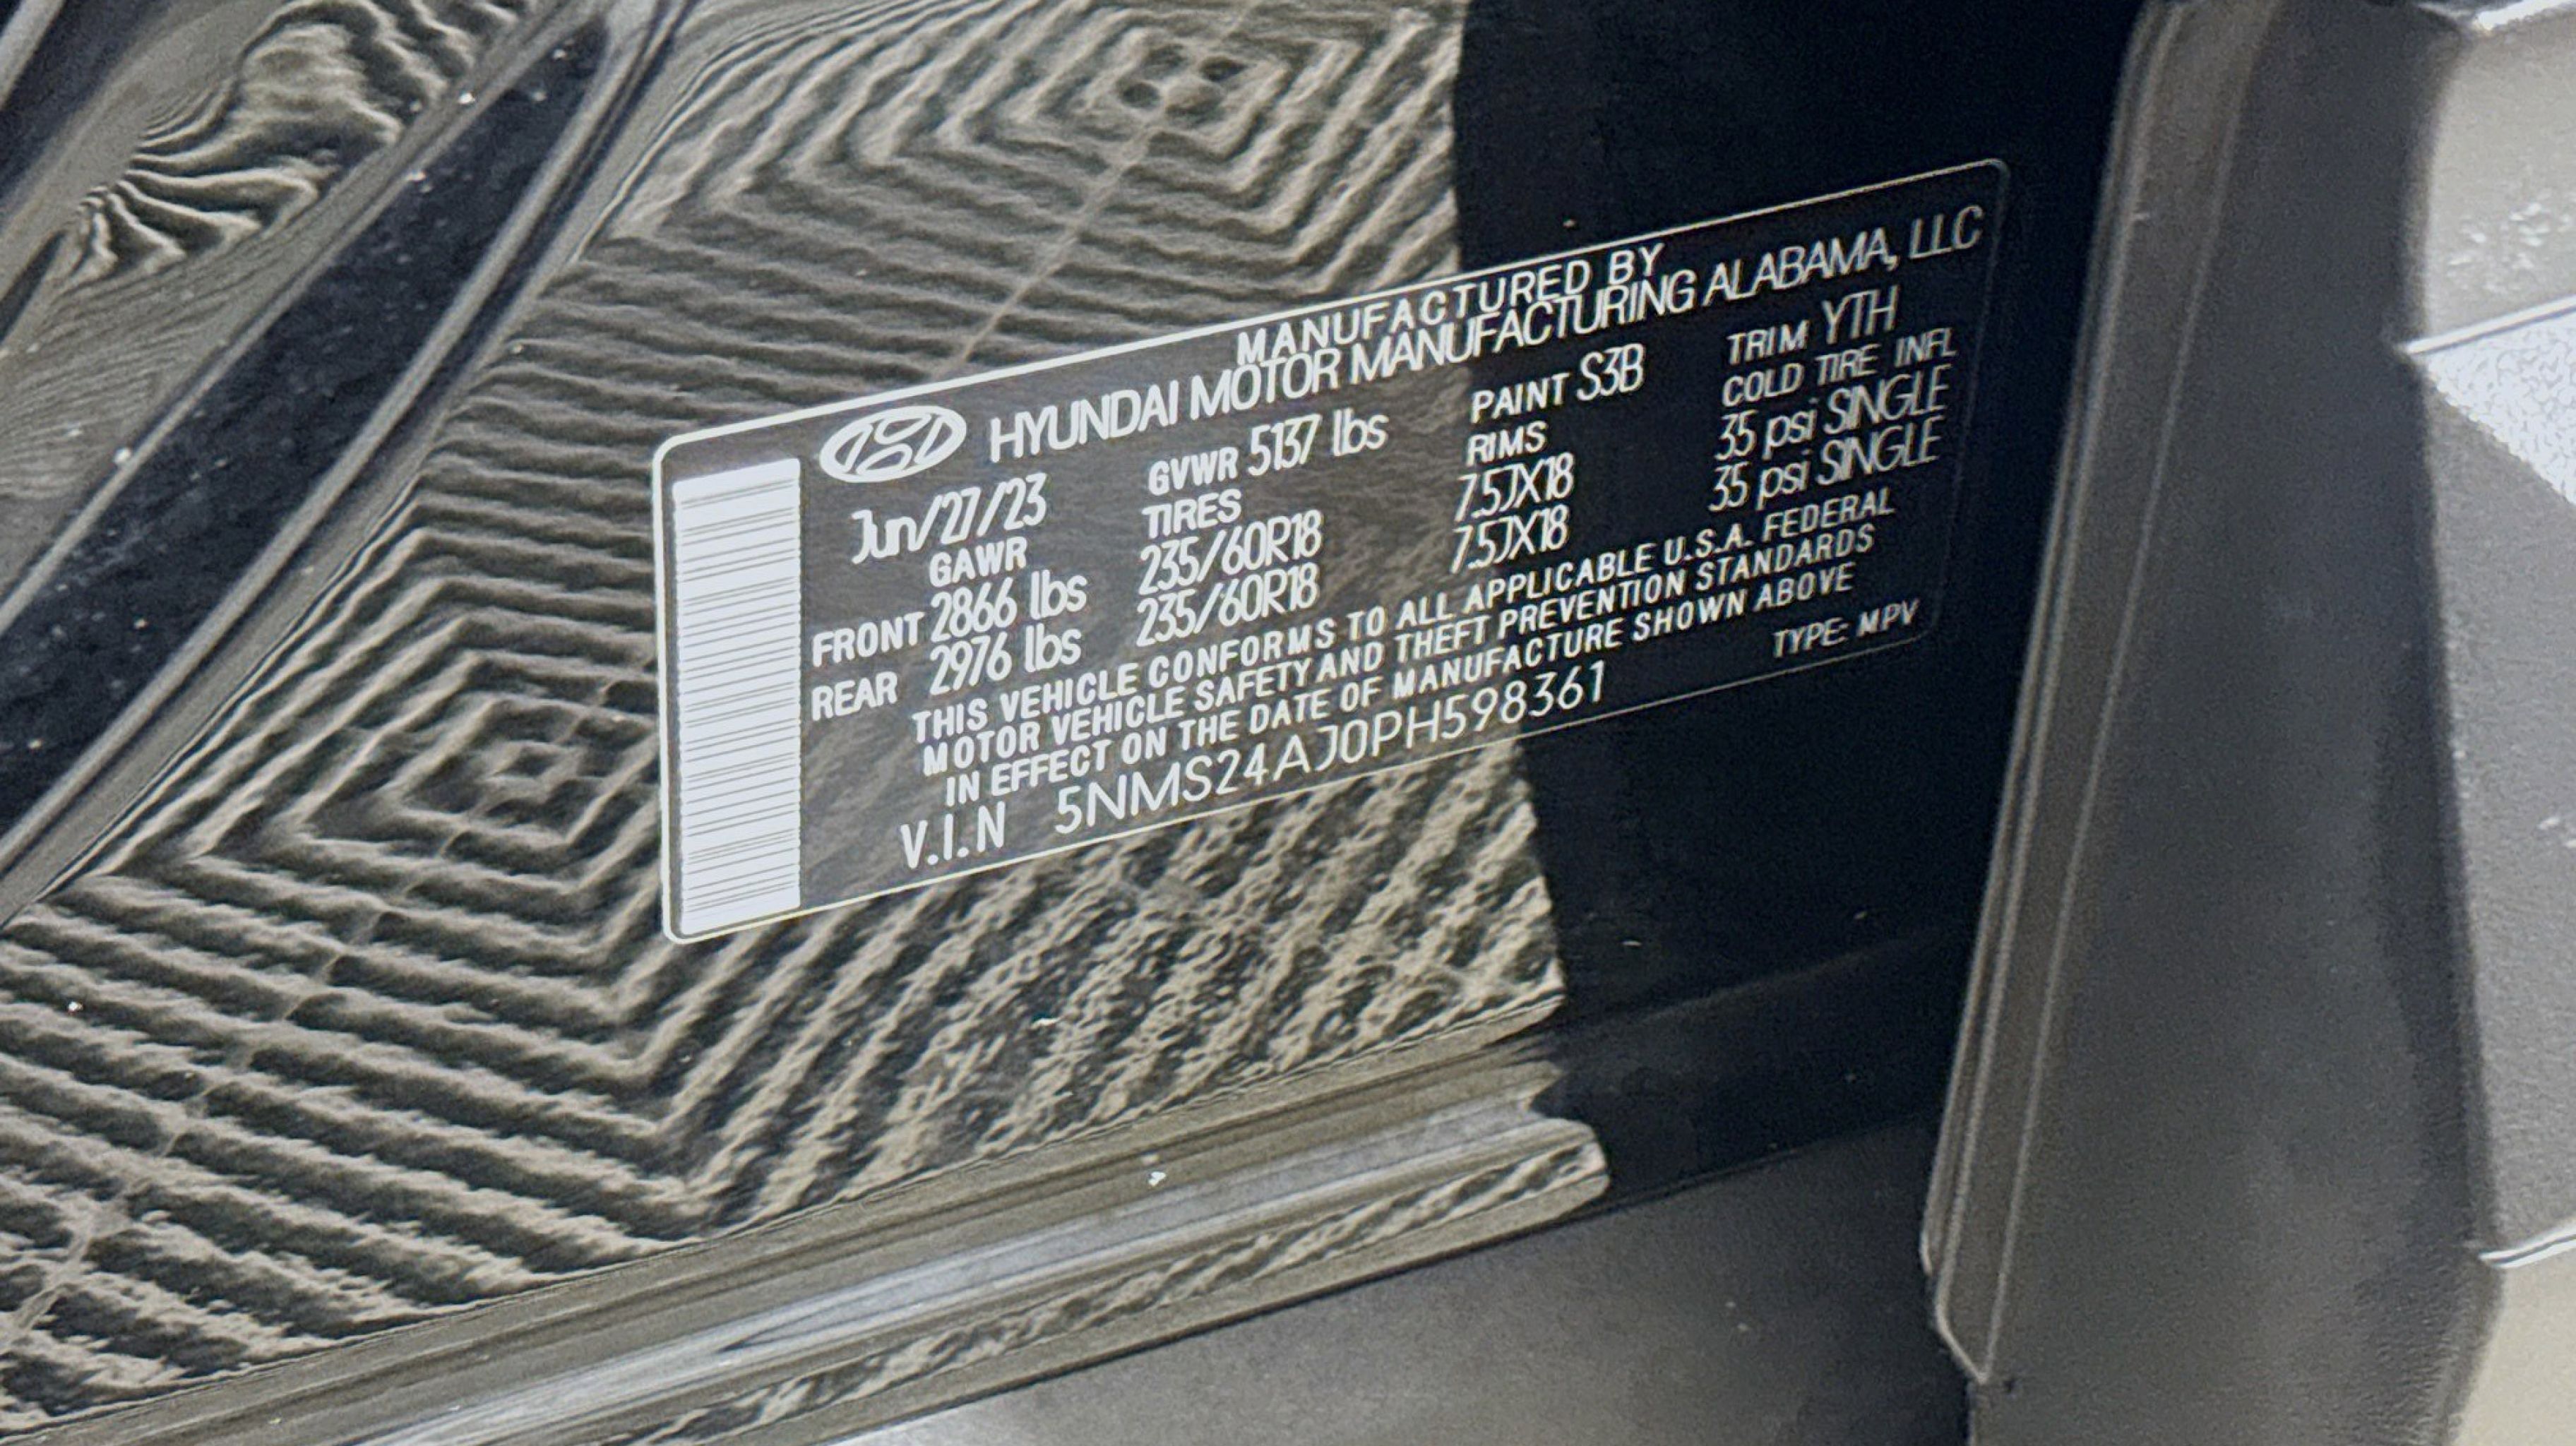 MANUFACTURED BY
HYUNDAI MOTOR MANUFACTURING ALABAMA, LLC
Jun/27/23 GVWR 5137 lbs PAINT S3B TRIM YTH
GAWR TIRES RIMS COLD TIRE INFL
FRONT 2866 lbs 235/60R18 7.5JX18 35 psi SINGLE
REAR 2976 lbs 235/60R18 7.5JX18 35 psi SINGLE
THIS VEHICLE CONFORMS TO ALL APPLICABLE U.S.A. FEDERAL
MOTOR VEHICLE SAFETY AND THEFT PREVENTION STANDARDS
IN EFFECT ON THE DATE OF MANUFACTURE SHOWN ABOVE
V.I.N 5NMS24AJ0PH598361 TYPE: MPV